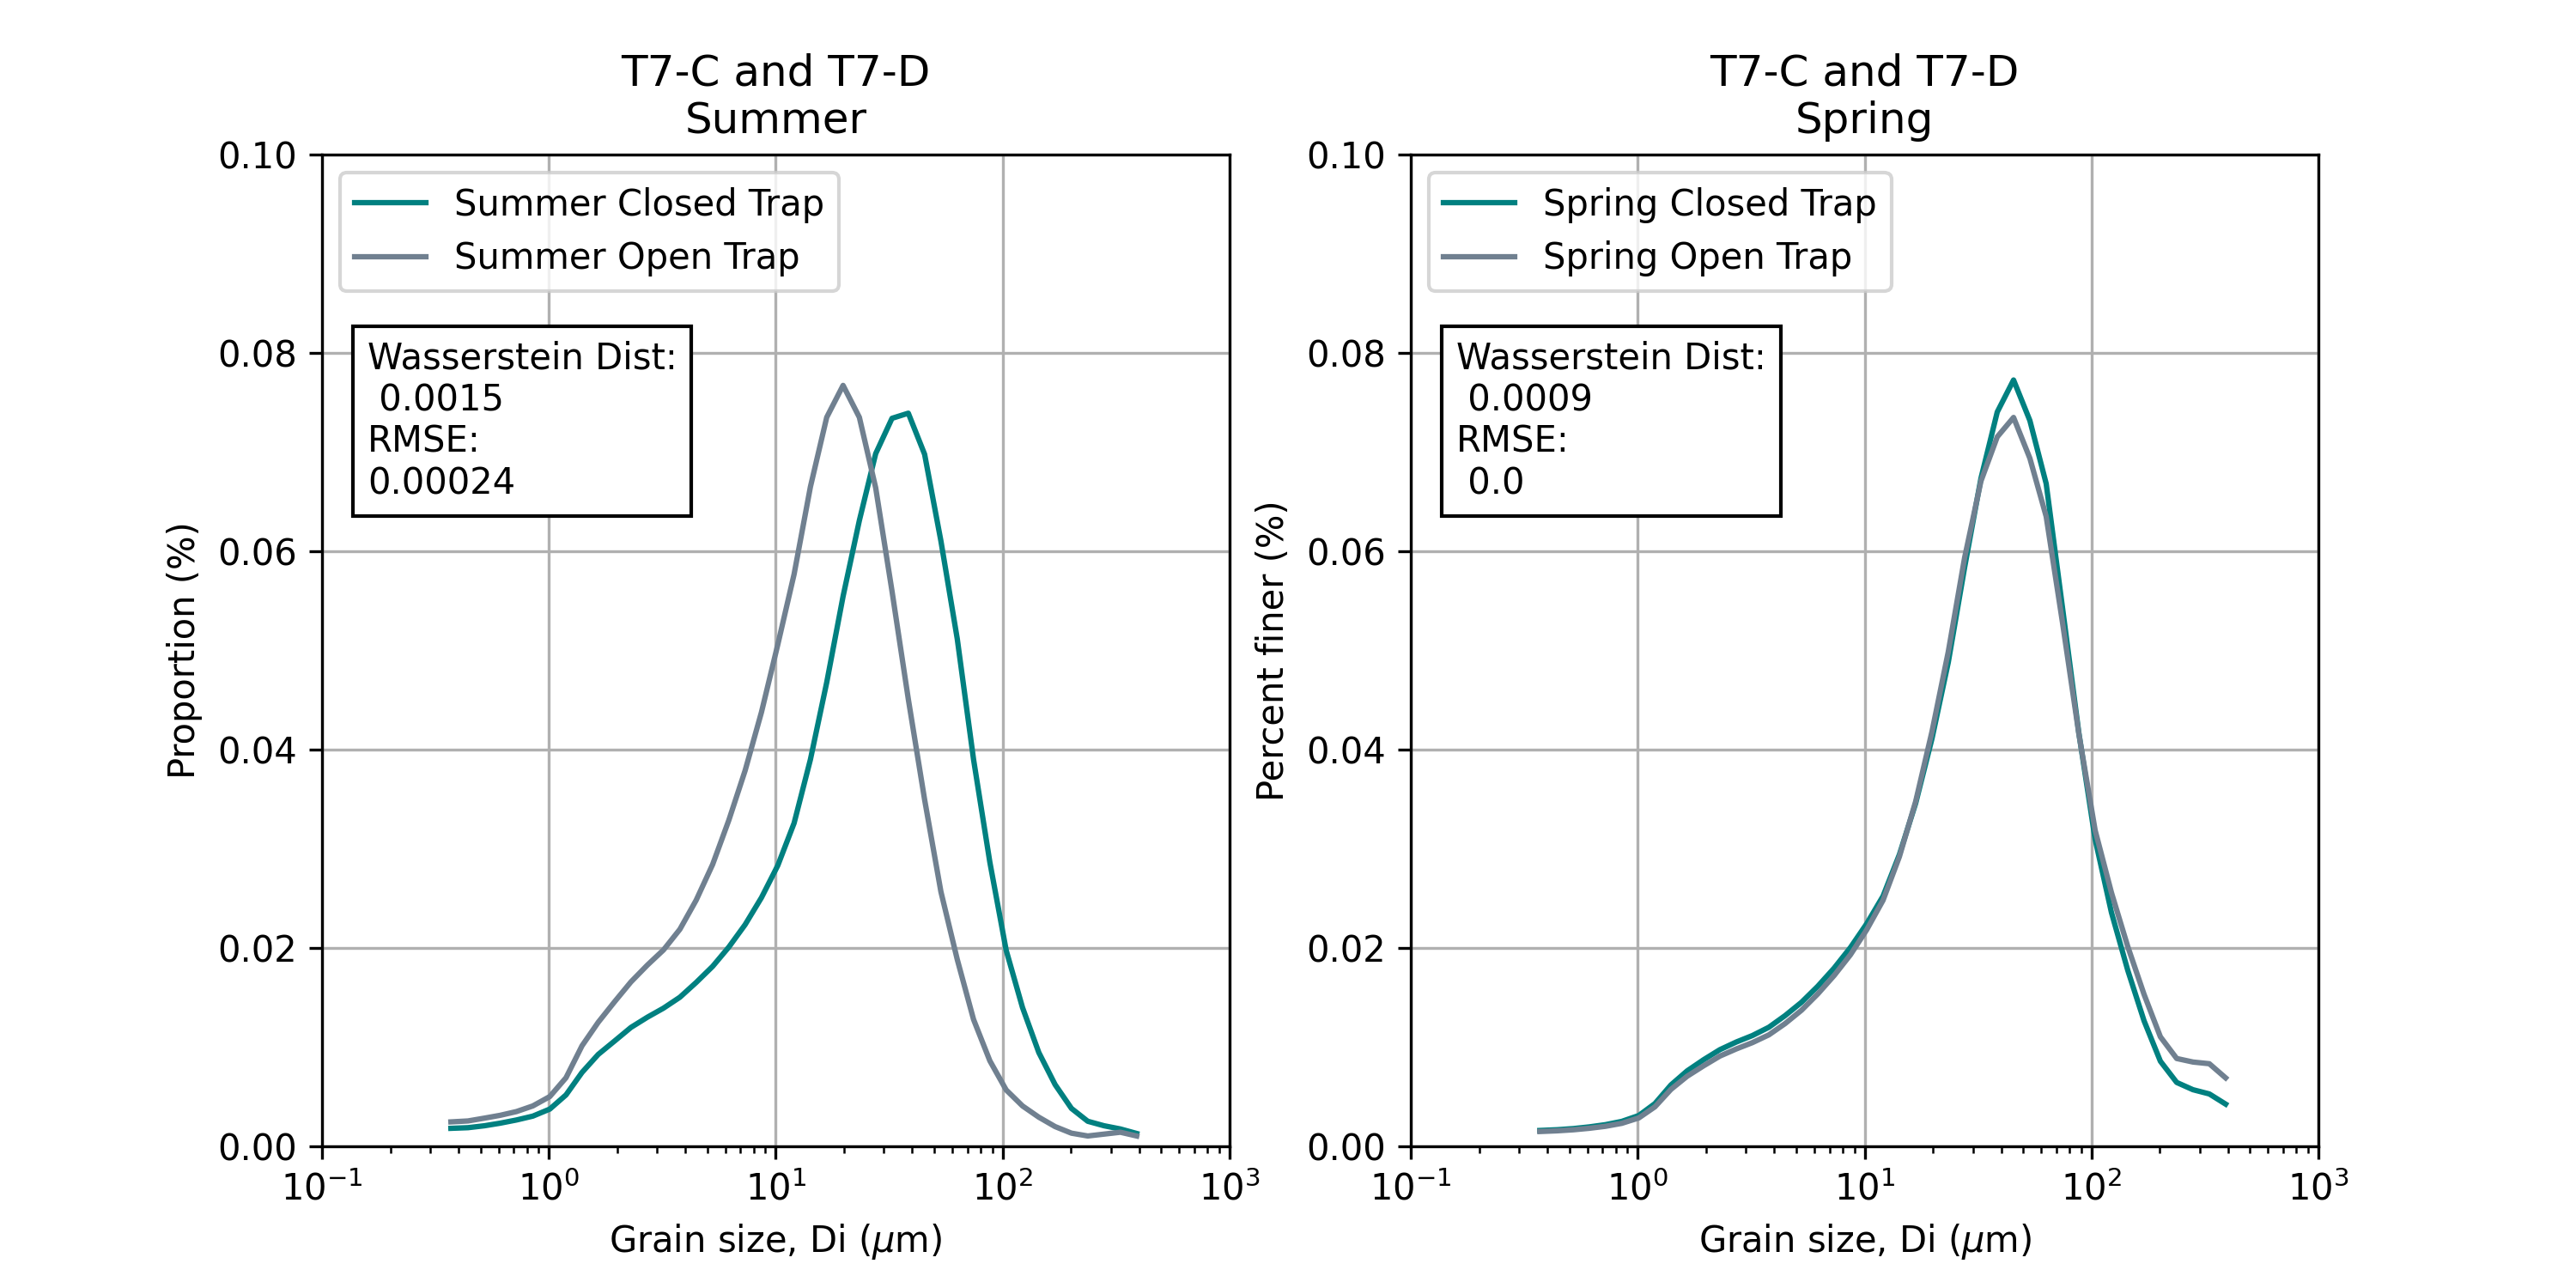 T7-C and T7-D
Summer
0.10
0.08
0.06
0.04
0.02
0.00
Proportion (%)
Summer Closed Trap
Summer Open Trap
Wasserstein Dist:
0.0015
RMSE:
0.00024
10⁻¹ 10⁰ 10¹ 10² 10³
Grain size, Di (μm)
T7-C and T7-D
Spring
0.10
0.08
0.06
0.04
0.02
0.00
Percent finer (%)
Spring Closed Trap
Spring Open Trap
Wasserstein Dist:
0.0009
RMSE:
0.0
10⁻¹ 10⁰ 10¹ 10² 10³
Grain size, Di (μm)